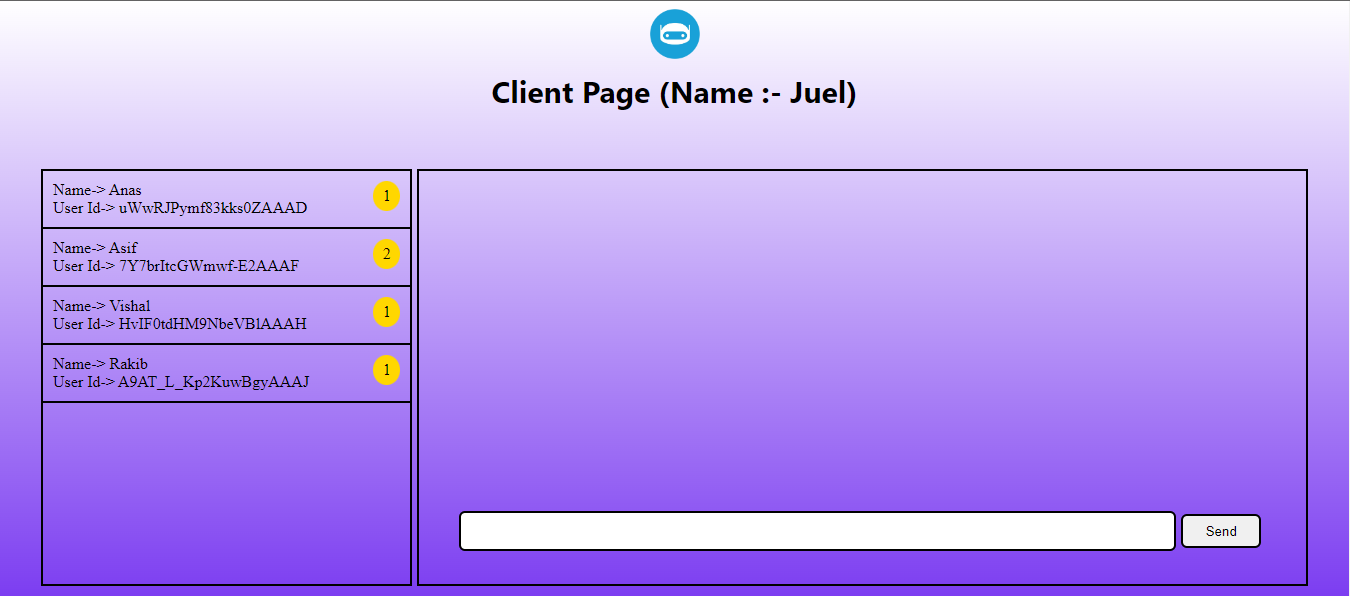 Client Page (Name :- Juel)
Name-> Anas
1
User Id-> uWwRJPymf83kks0ZAAAD
Name-> Asif
2
User Id-> 7Y7brItcGWmwf-E2AAAF
Name-> Vishal
1
User Id-> HvIF0tdHM9NbeVBlAAAH
Name-> Rakib
1
User Id-> A9AT_L_Kp2KuwBgyAAAJ
Send